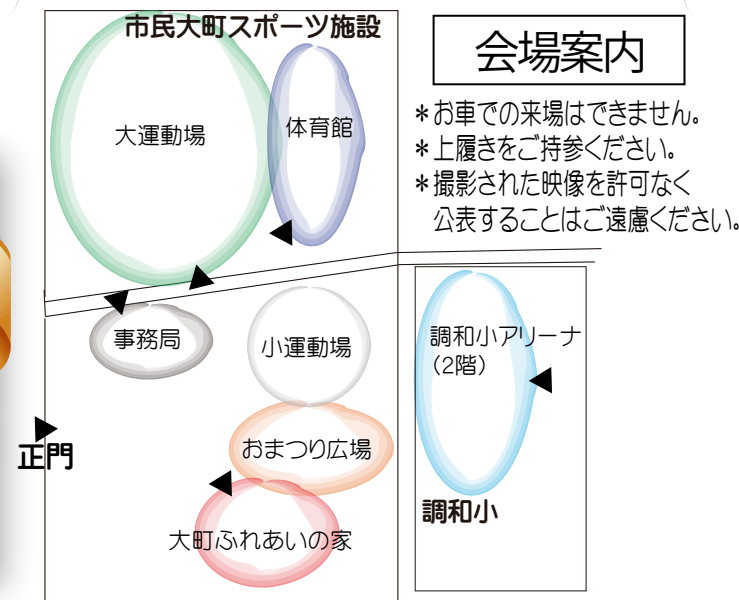 市民大町スポーツ施設
会場案内
*お車での来場はできません。
*上履きをご持参ください。
*撮影された映像を許可なく
公表することはご遠慮ください。
大運動場
体育館
事務局
小運動場
調和小アリーナ
(2階)
おまつり広場
正門
調和小
大町ふれあいの家